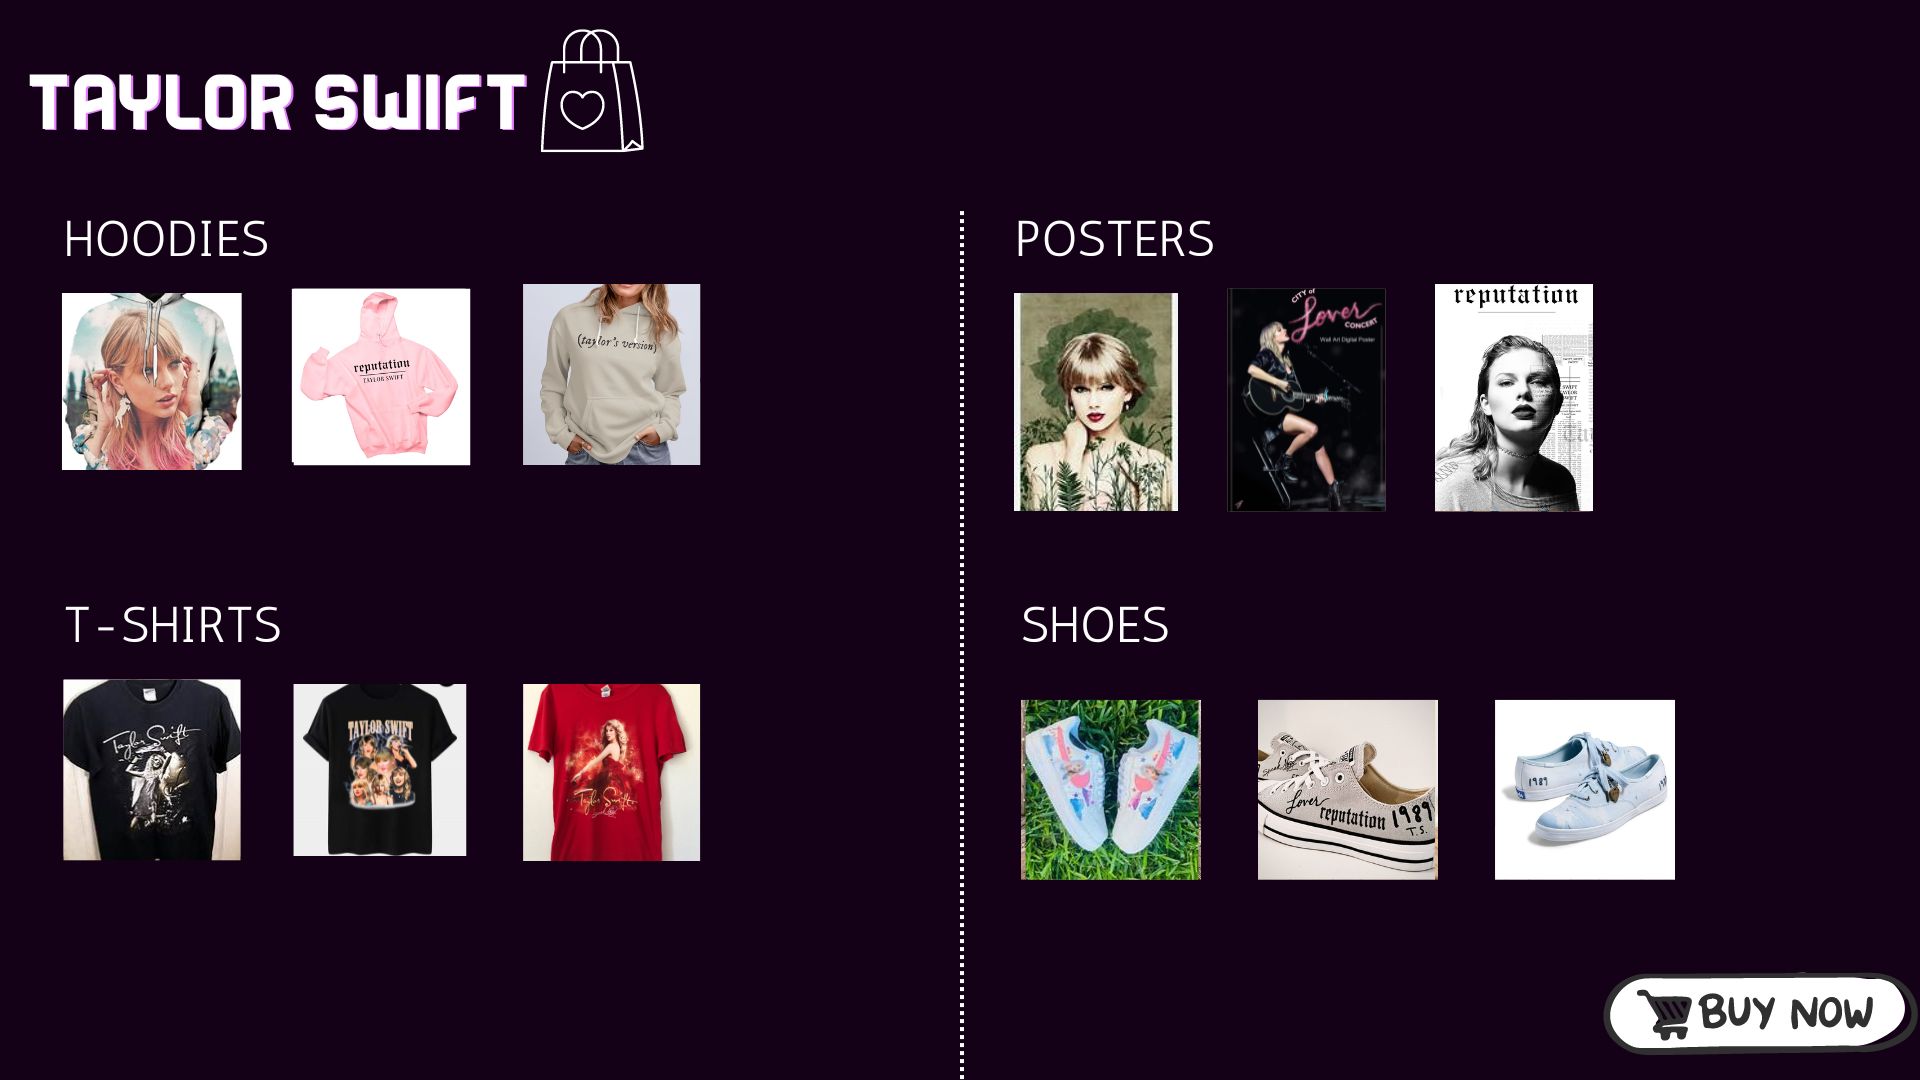 TAYLOR SWIFT
HOODIES
reputation
TAYLOR SWIFT
(taylor's version)
T-SHIRTS
Taylor Swift
TAYLOR SWIFT
Taylor Swift
POSTERS
CITY of
Lover
CONCERT
Wall Art Digital Poster
reputation
SHOES
Lover
reputation
1989
T.S.
1989
BUY NOW